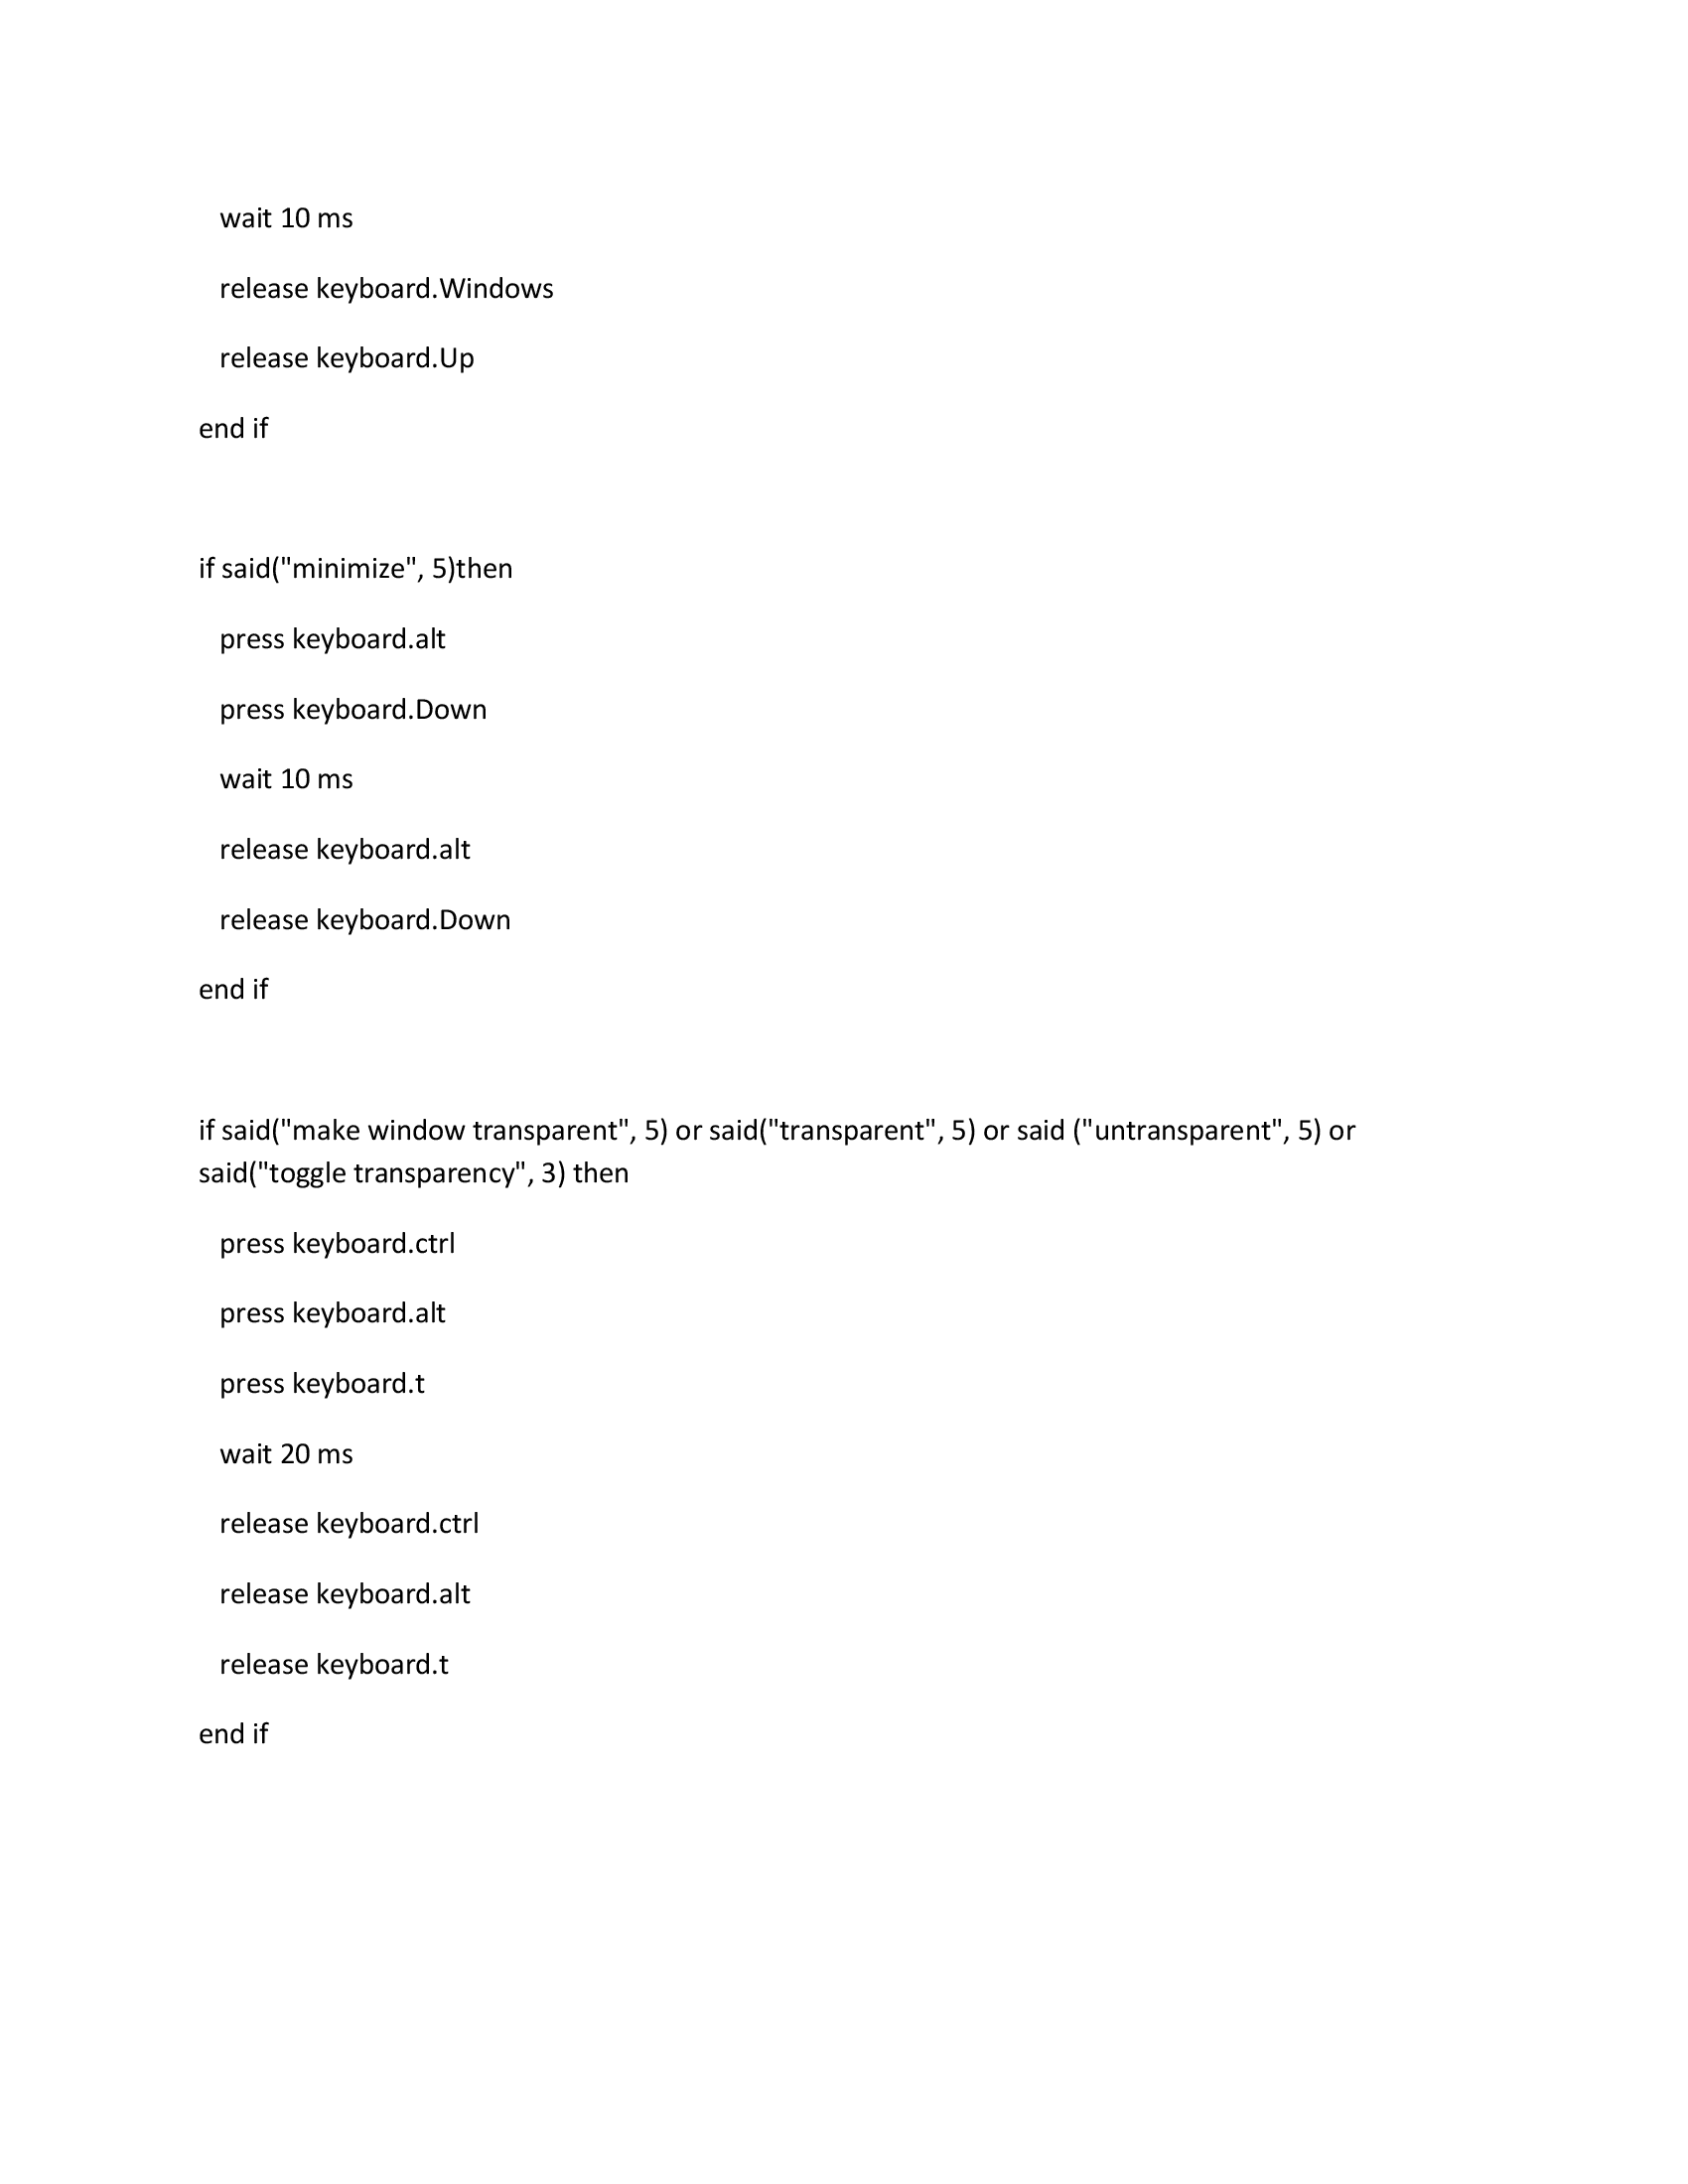 wait 10 ms
release keyboard.Windows
release keyboard.Up
end if
if said("minimize", 5)then
press keyboard.alt
press keyboard.Down
wait 10 ms
release keyboard.alt
release keyboard.Down
end if
if said("make window transparent", 5) or said("transparent", 5) or said ("untransparent", 5) or
said("toggle transparency", 3) then
press keyboard.ctrl
press keyboard.alt
press keyboard.t
wait 20 ms
release keyboard.ctrl
release keyboard.alt
release keyboard.t
end if